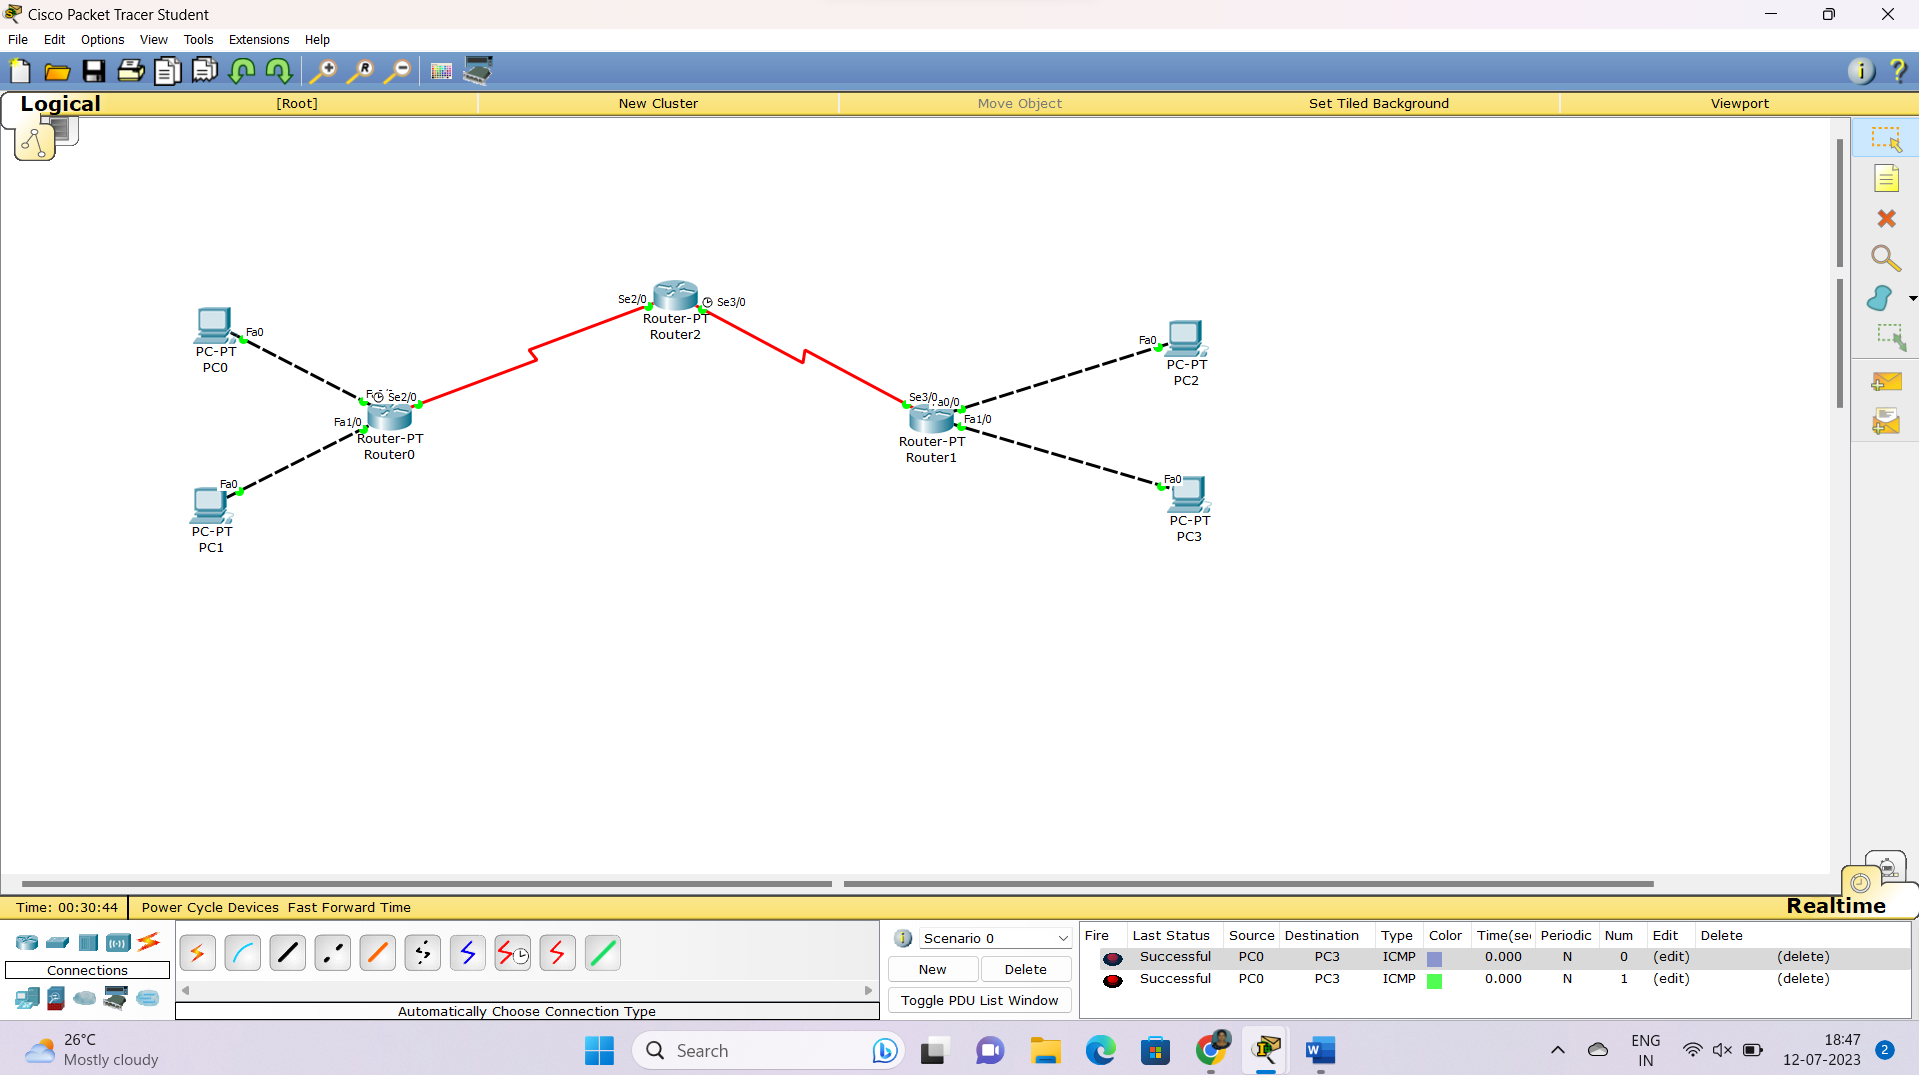 Cisco Packet Tracer Student
File Edit Options View Tools Extensions Help
Logical [Root] New Cluster Move Object Set Tiled Background Viewport
Se2/0 Se3/0
Router-PT
Router2
Fa0
PC-PT
PC0
Fa0
PC-PT
PC2
Se2/0
Fa1/0
Router-PT
Router0
Se3/0
Fa1/0
Router-PT
Router1
Fa0
PC-PT
PC1
Fa0
PC-PT
PC3
Time: 00:30:44 Power Cycle Devices Fast Forward Time Realtime
Connections
Automatically Choose Connection Type
Scenario 0
New Delete
Toggle PDU List Window
Fire Last Status Source Destination Type Color Time(sec Periodic Num Edit Delete
Successful PC0 PC3 ICMP 0.000 N 0 (edit) (delete)
Successful PC0 PC3 ICMP 0.000 N 1 (edit) (delete)
26°C
Mostly cloudy
Search
ENG
IN
18:47
12-07-2023
2